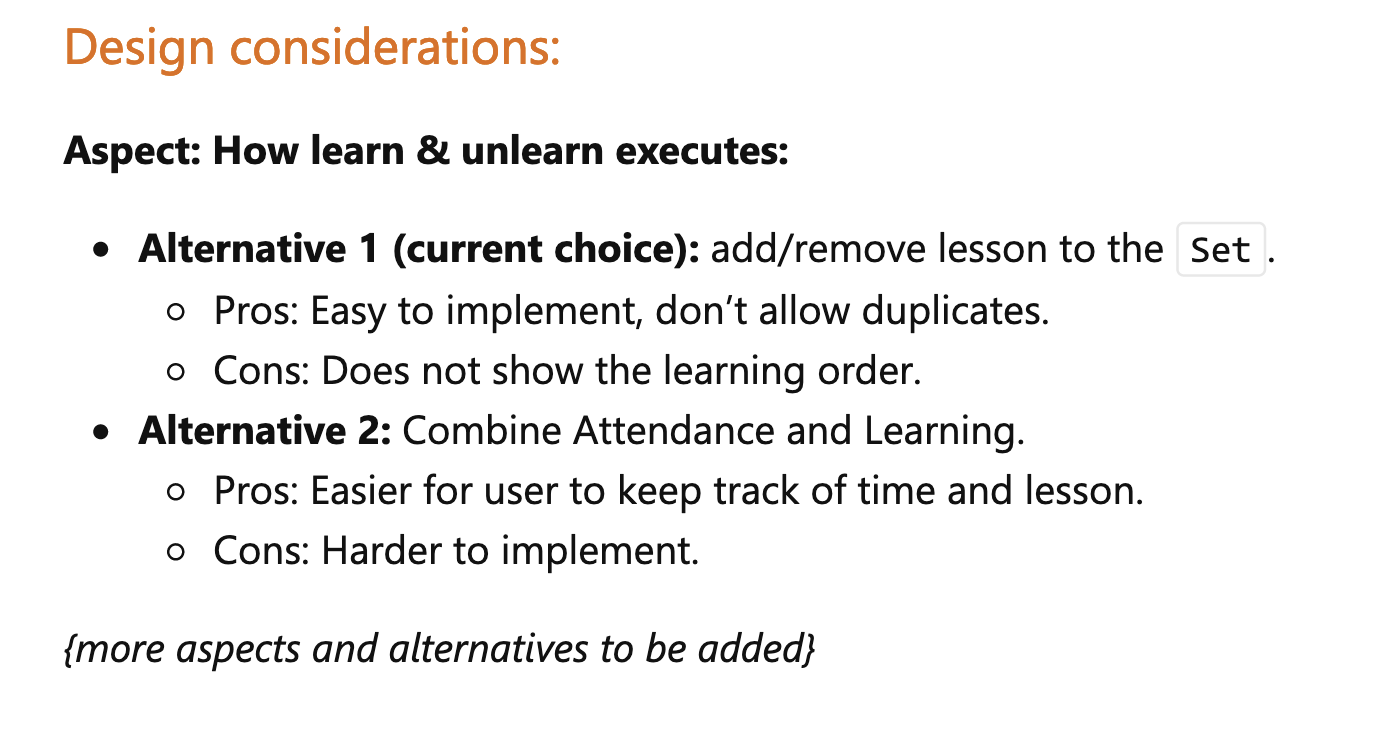 Design considerations:
Aspect: How learn & unlearn executes:
• Alternative 1 (current choice): add/remove lesson to the Set.
○ Pros: Easy to implement, don’t allow duplicates.
○ Cons: Does not show the learning order.
• Alternative 2: Combine Attendance and Learning.
○ Pros: Easier for user to keep track of time and lesson.
○ Cons: Harder to implement.
{more aspects and alternatives to be added}